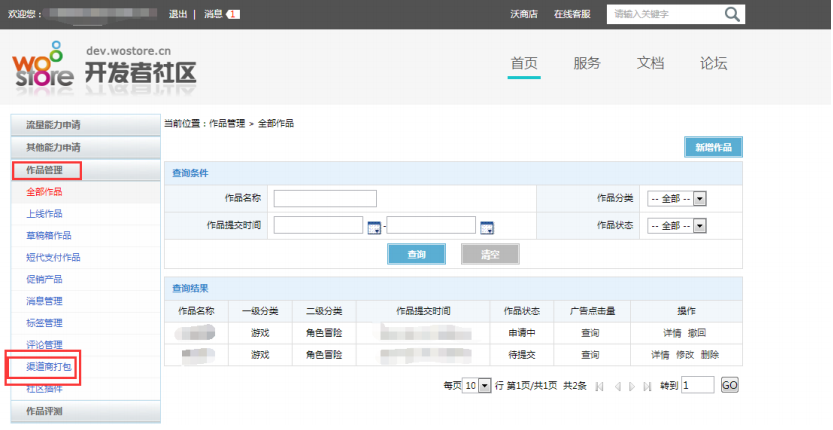 欢迎您： 退出 | 消息 1 沃商店 在线客服 请输入关键字
wo store dev.wostore.cn 开发者社区 首页 服务 文档 论坛
流量能力申请
其他能力申请
作品管理
全部作品
上线作品
草稿箱作品
短代支付作品
促销产品
消息管理
标签管理
评论管理
渠道商打包
社区插件
作品评测
当前位置：作品管理 > 全部作品
新增作品
查询条件
作品名称 作品分类 -- 全部 --
作品提交时间 - 作品状态 -- 全部 --
查询 清空
查询结果
作品名称 一级分类 二级分类 作品提交时间 作品状态 广告点击量 操作
游戏 角色冒险 申请中 查询 详情 撤回
游戏 角色冒险 待提交 查询 详情 修改 删除
每页 10 行 第1页/共1页 共2条 转到 1 GO